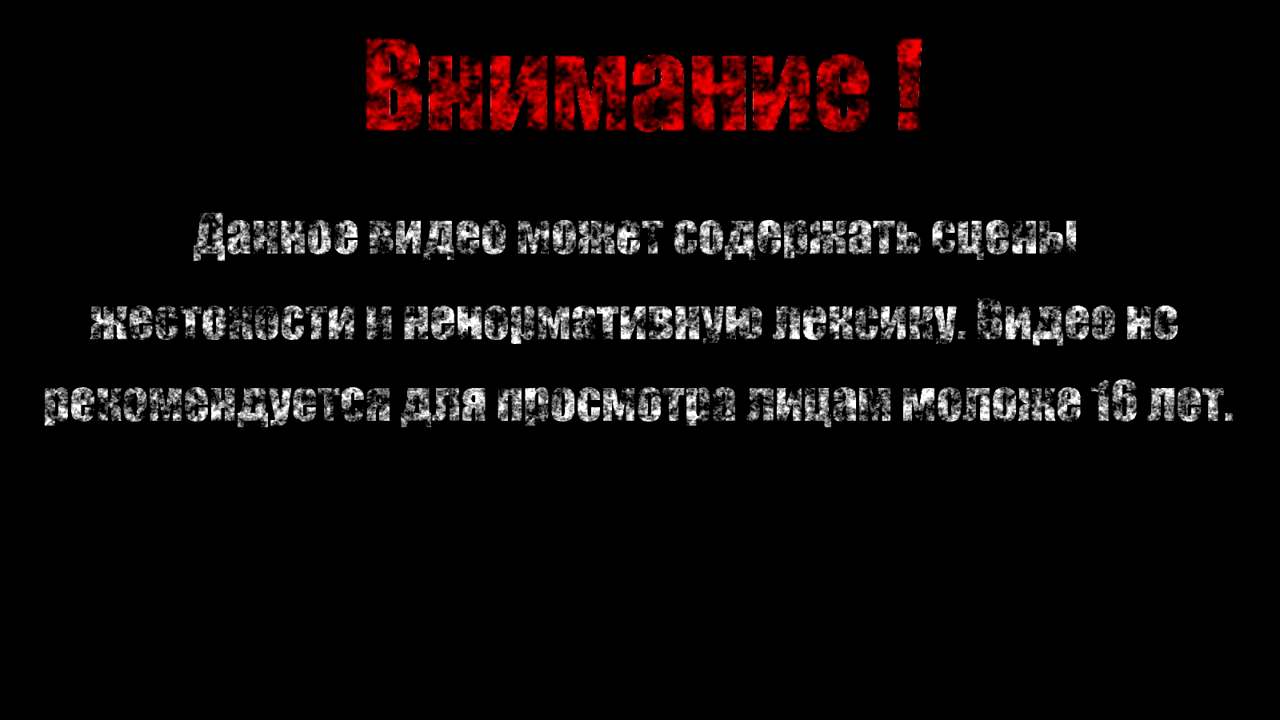 Внимание !
Данное видео может содержать сцены
жестокости и ненормативную лексику. Видео не
рекомендуется для просмотра лицам моложе 16 лет.